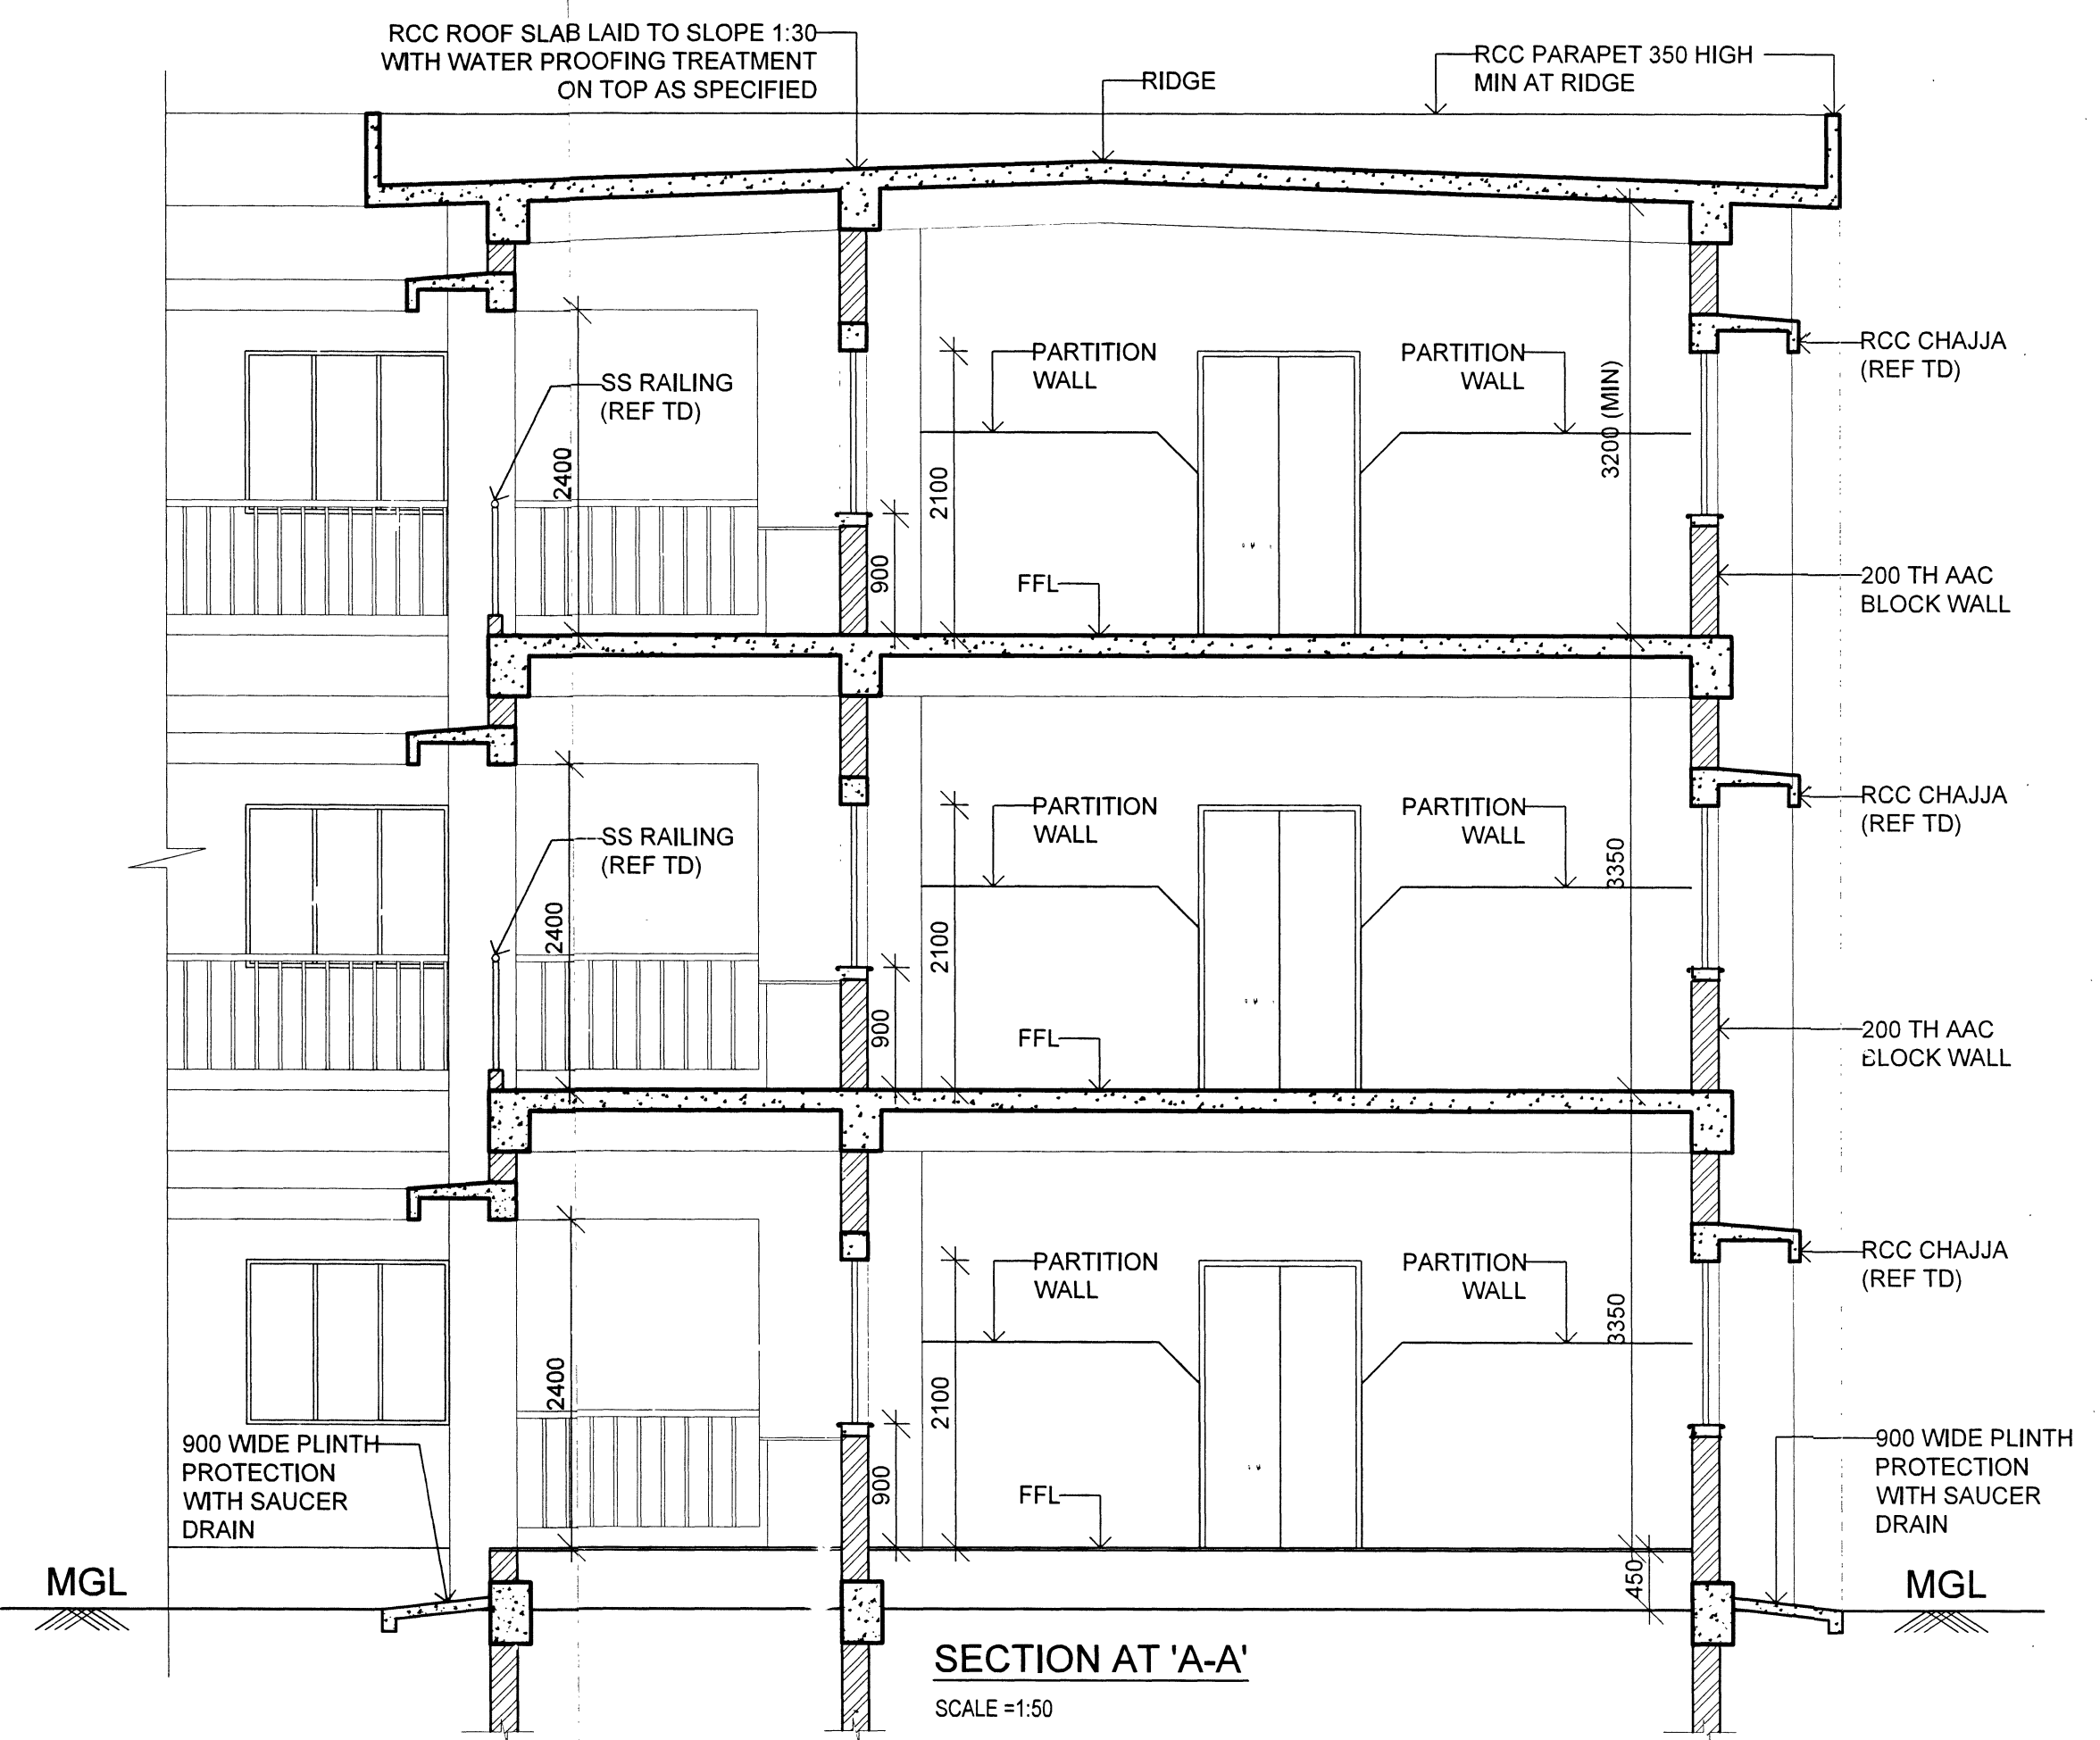 RCC ROOF SLAB LAID TO SLOPE 1:30
WITH WATER PROOFING TREATMENT
ON TOP AS SPECIFIED
RIDGE
RCC PARAPET 350 HIGH
MIN AT RIDGE
SS RAILING
(REF TD)
2400
PARTITION
WALL
PARTITION
WALL
2100
900
FFL
3200 (MIN)
RCC CHAJJA
(REF TD)
200 TH AAC
BLOCK WALL
SS RAILING
(REF TD)
2400
PARTITION
WALL
PARTITION
WALL
2100
900
FFL
3350
RCC CHAJJA
(REF TD)
200 TH AAC
BLOCK WALL
2400
PARTITION
WALL
PARTITION
WALL
2100
900
FFL
3350
RCC CHAJJA
(REF TD)
900 WIDE PLINTH
PROTECTION
WITH SAUCER
DRAIN
900 WIDE PLINTH
PROTECTION
WITH SAUCER
DRAIN
450
MGL
MGL
SECTION AT 'A-A'
SCALE =1:50